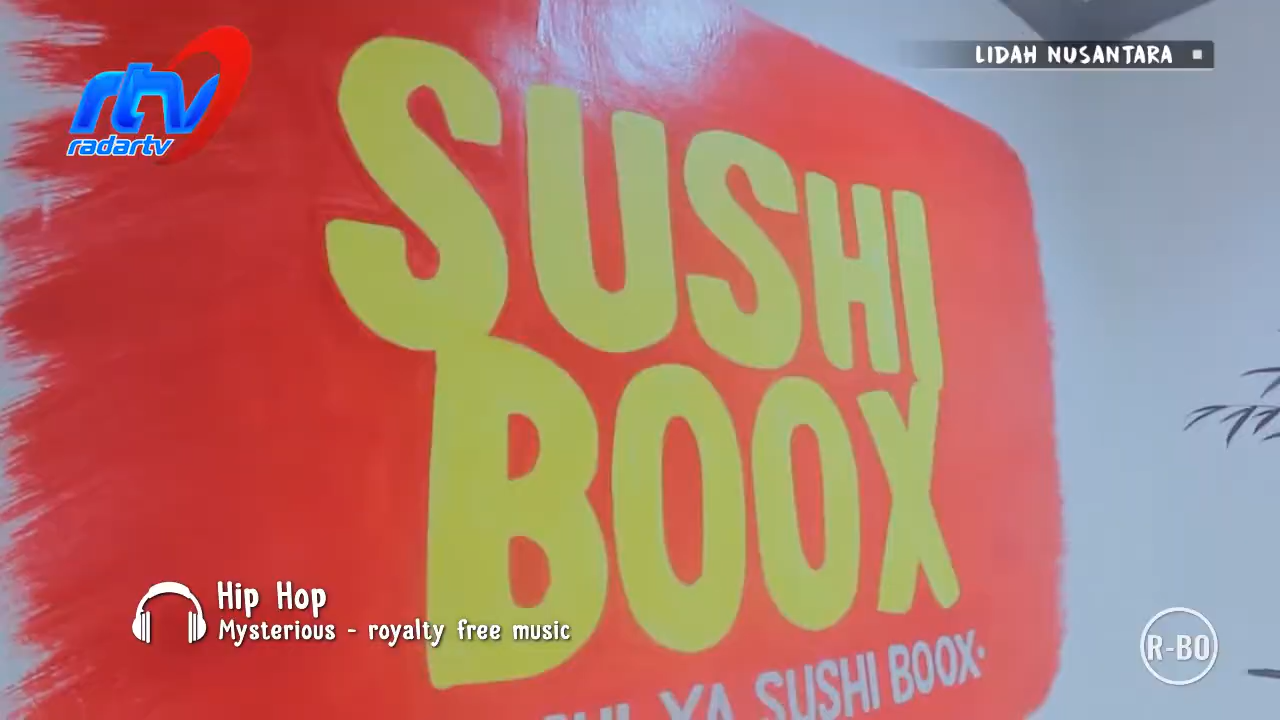 rtv
radartv
LIDAH NUSANTARA
SUSHI
BOOX
YA SUSHI BOOX
Hip Hop
Mysterious - royalty free music
R-BO